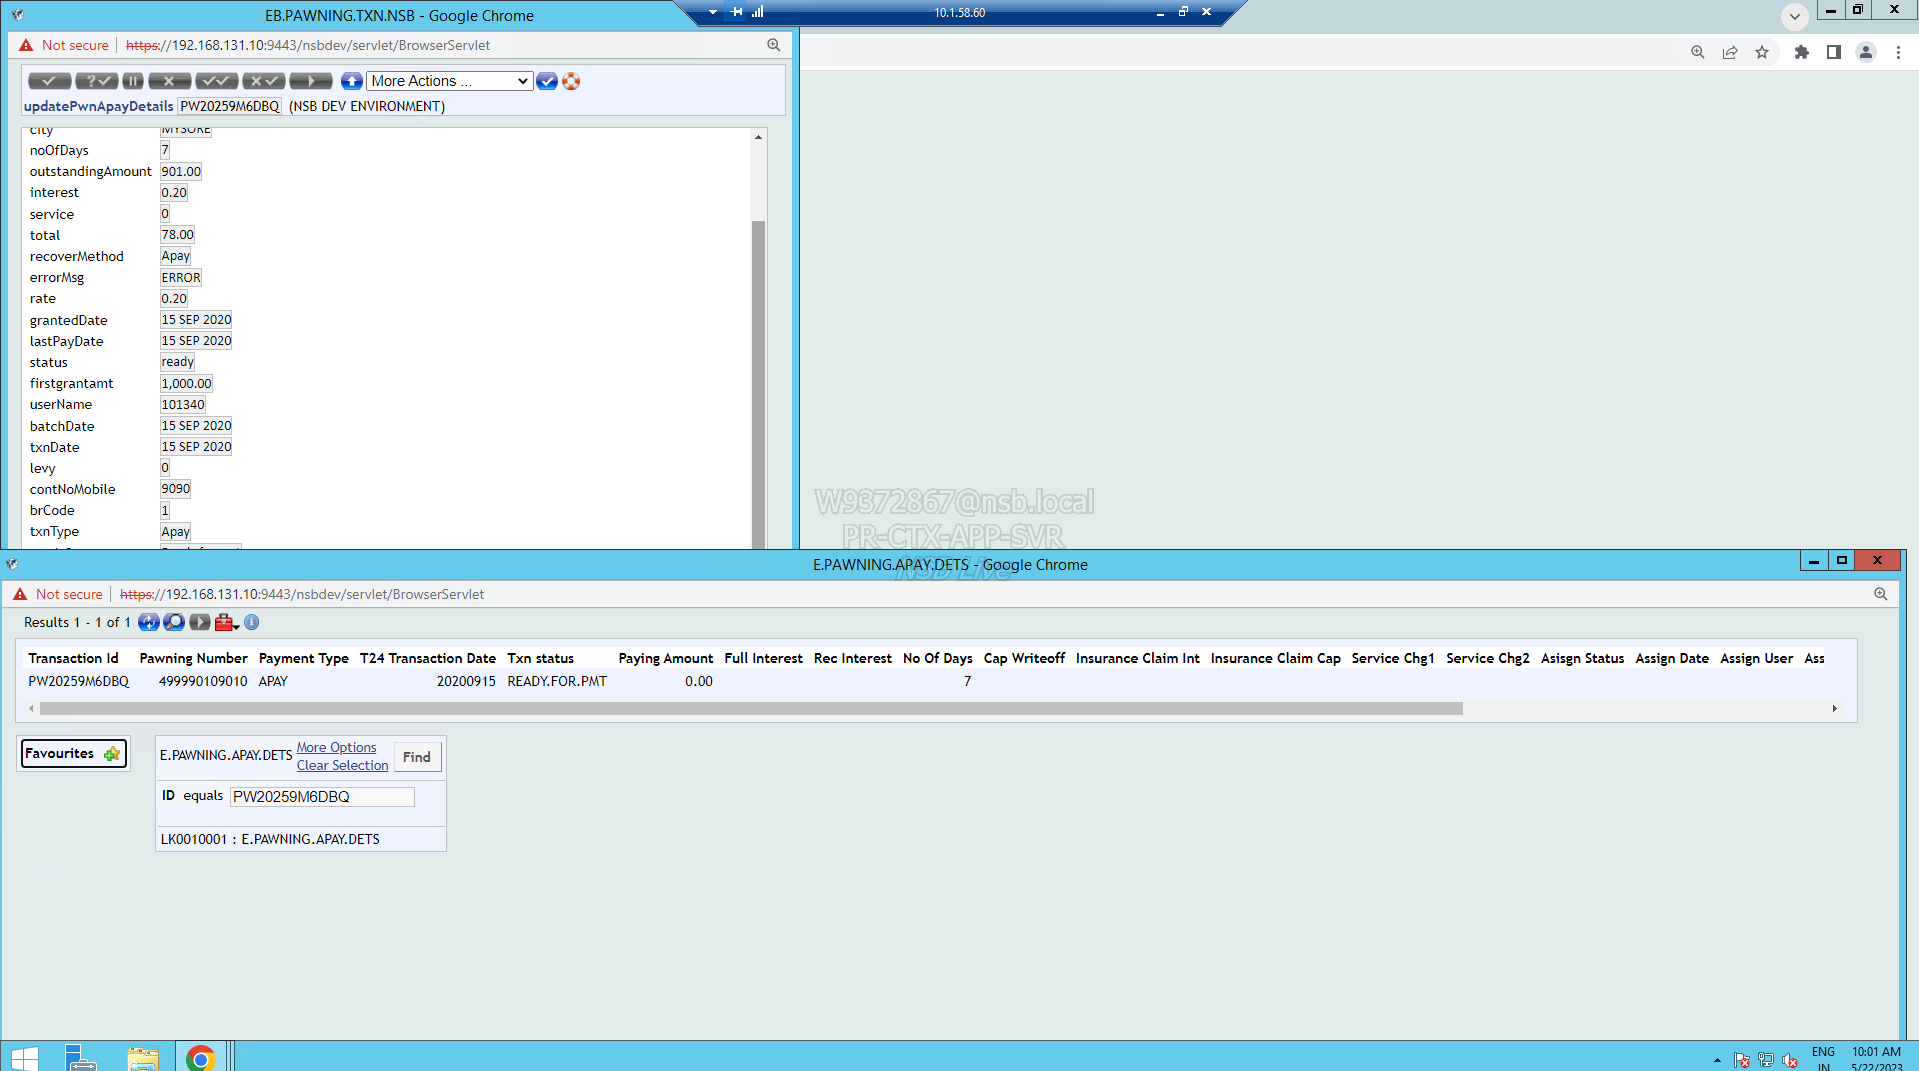 EB.PAWNING.TXN.NSB - Google Chrome
10.1.58.60
Not secure
https://192.168.131.10:9443/nsbdev/servlet/BrowserServlet
More Actions ...
updatePwnApayDetails PW20259M6DBQ (NSB DEV ENVIRONMENT)
city MYSORE
noOfDays 7
outstandingAmount 901.00
interest 0.20
service 0
total 78.00
recoverMethod Apay
errorMsg ERROR
rate 0.20
grantedDate 15 SEP 2020
lastPayDate 15 SEP 2020
status ready
firstgrantamt 1,000.00
userName 101340
batchDate 15 SEP 2020
txnDate 15 SEP 2020
levy 0
contNoMobile 9090
brCode 1
txnType Apay
W9372867@nsb.local
PR-CTX-APP-SVR
NSB Live
E.PAWNING.APAY.DETS - Google Chrome
Not secure
https://192.168.131.10:9443/nsbdev/servlet/BrowserServlet
Results 1 - 1 of 1
Transaction Id Pawning Number Payment Type T24 Transaction Date Txn status Paying Amount Full Interest Rec Interest No Of Days Cap Writeoff Insurance Claim Int Insurance Claim Cap Service Chg1 Service Chg2 Asisgn Status Assign Date Assign User Ass
PW20259M6DBQ 499990109010 APAY 20200915 READY.FOR.PMT 0.00 7
Favourites
E.PAWNING.APAY.DETS
More Options
Clear Selection
Find
ID equals PW20259M6DBQ
LK0010001 : E.PAWNING.APAY.DETS
ENG
IN
10:01 AM
5/22/2023